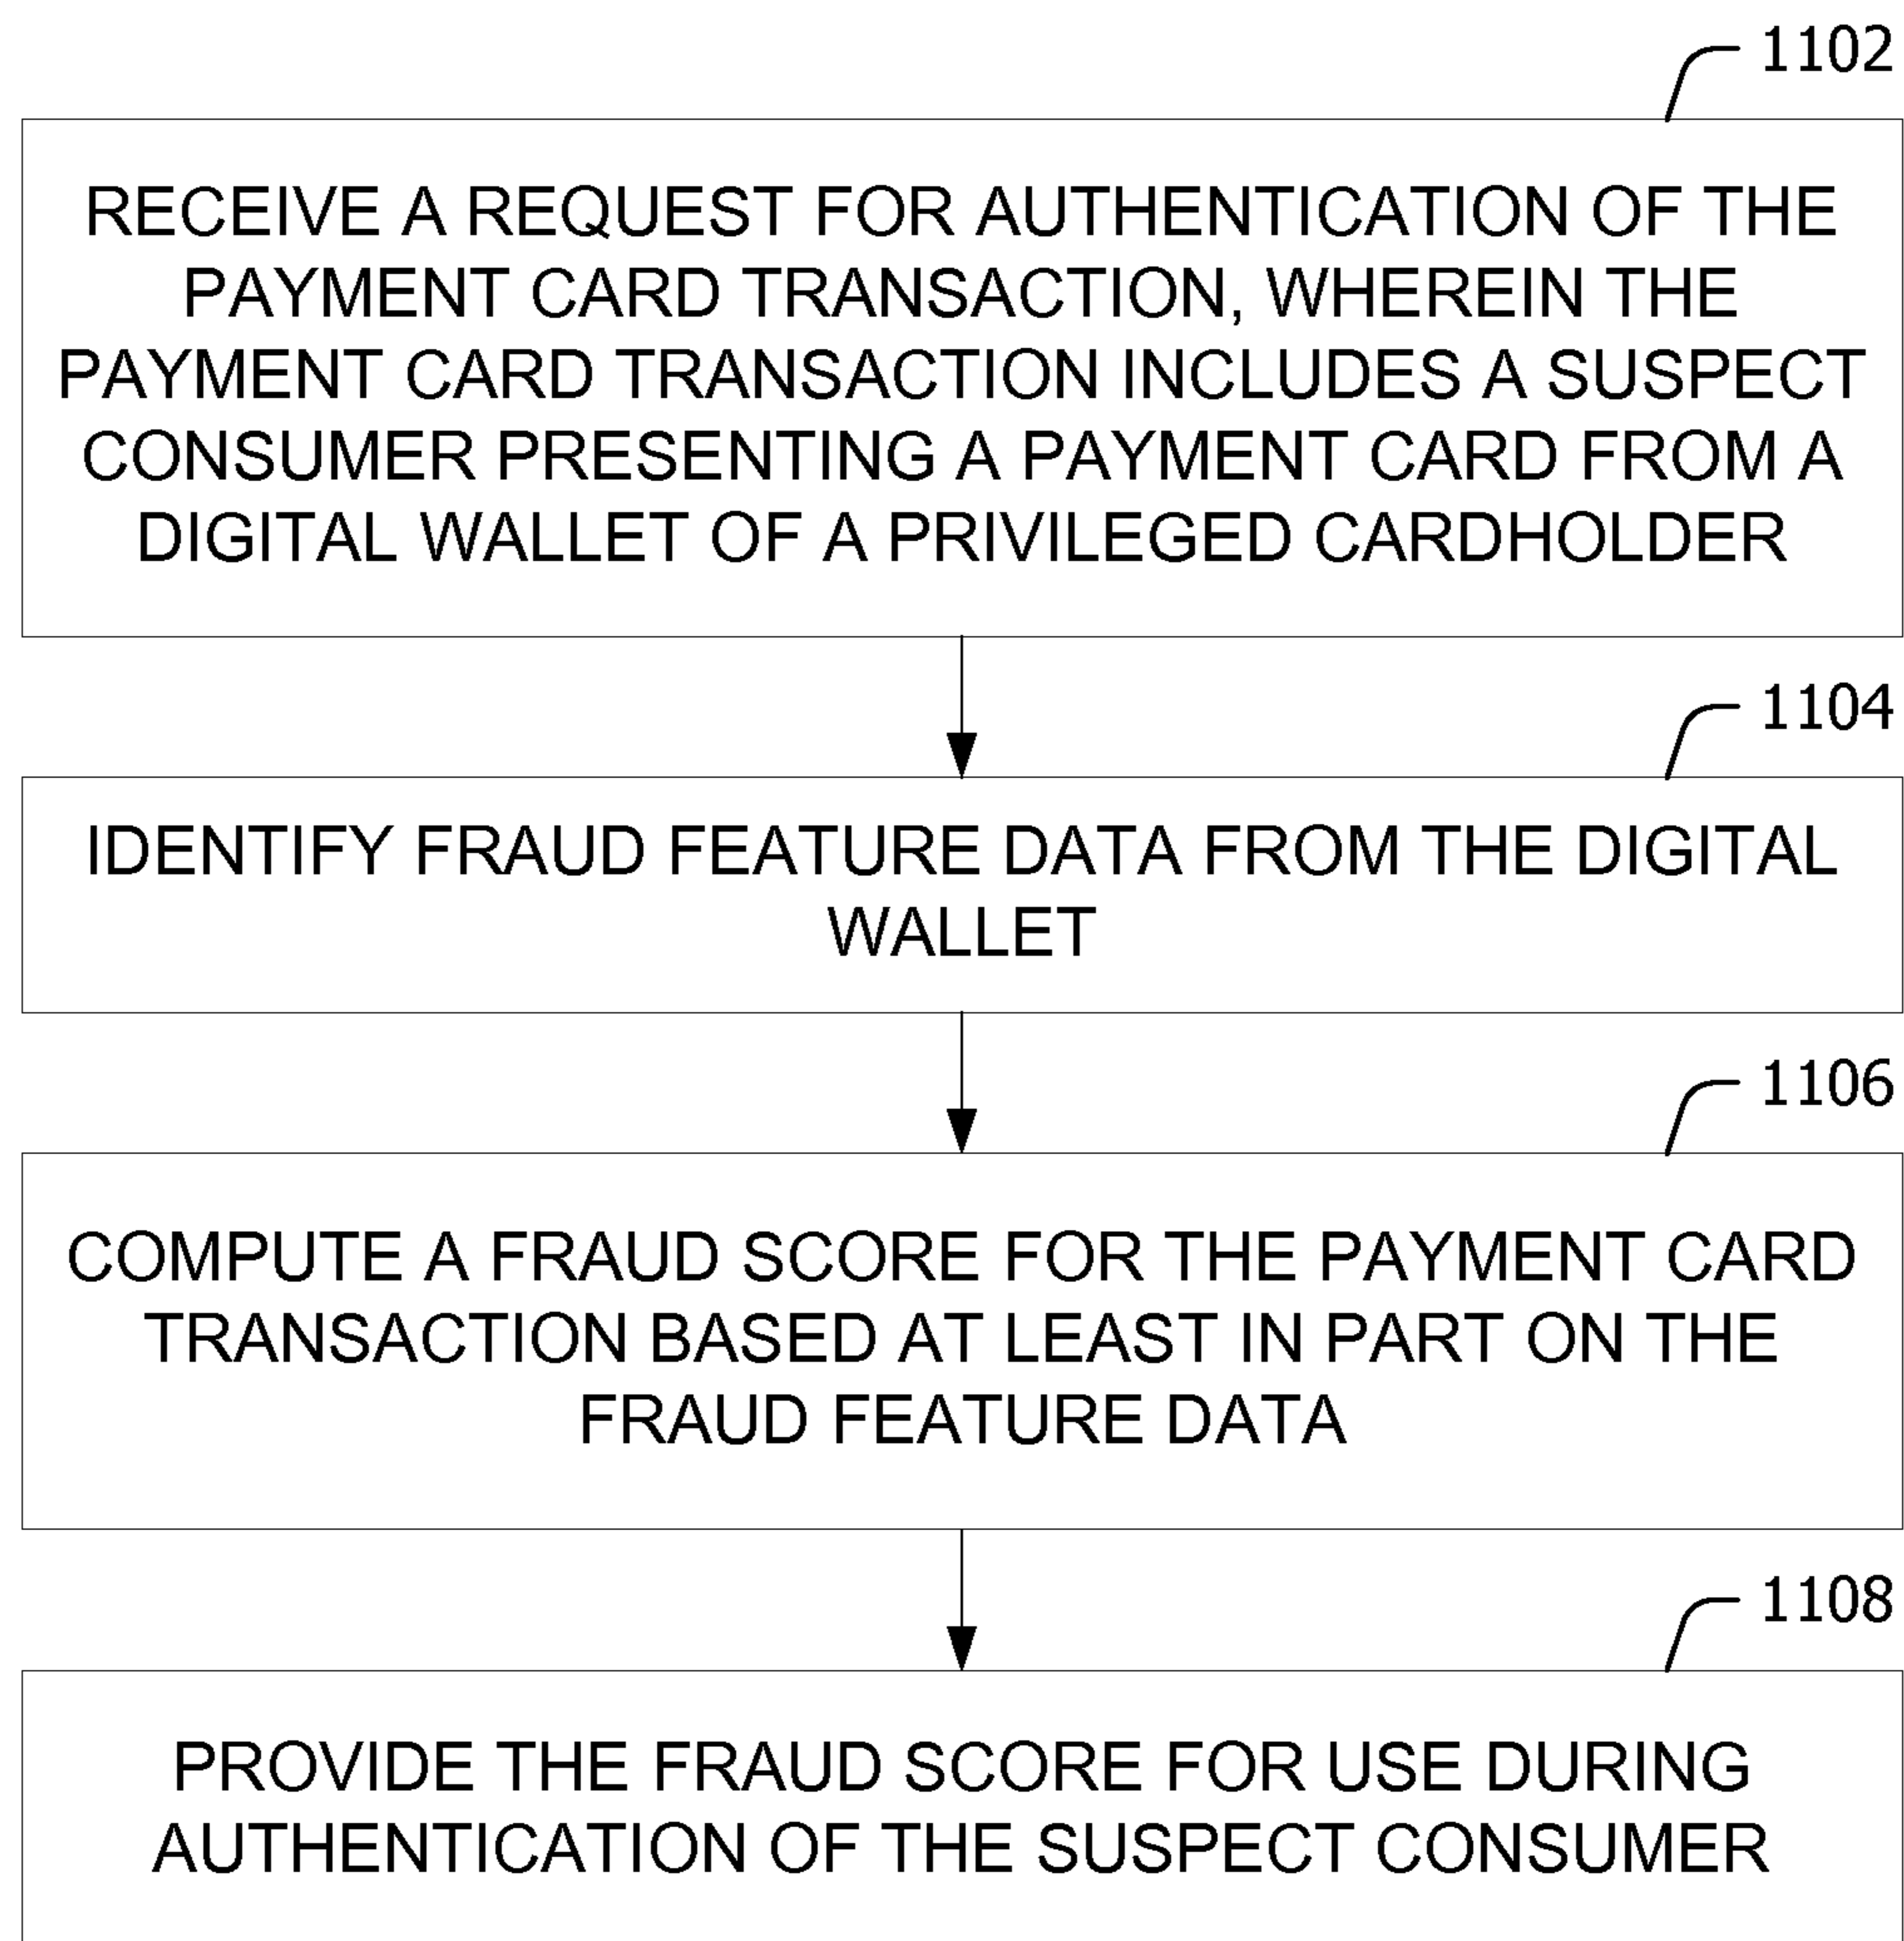 1102
RECEIVE A REQUEST FOR AUTHENTICATION OF THE
PAYMENT CARD TRANSACTION, WHEREIN THE
PAYMENT CARD TRANSACTION INCLUDES A SUSPECT
CONSUMER PRESENTING A PAYMENT CARD FROM A
DIGITAL WALLET OF A PRIVILEGED CARDHOLDER
1104
IDENTIFY FRAUD FEATURE DATA FROM THE DIGITAL
WALLET
1106
COMPUTE A FRAUD SCORE FOR THE PAYMENT CARD
TRANSACTION BASED AT LEAST IN PART ON THE
FRAUD FEATURE DATA
1108
PROVIDE THE FRAUD SCORE FOR USE DURING
AUTHENTICATION OF THE SUSPECT CONSUMER